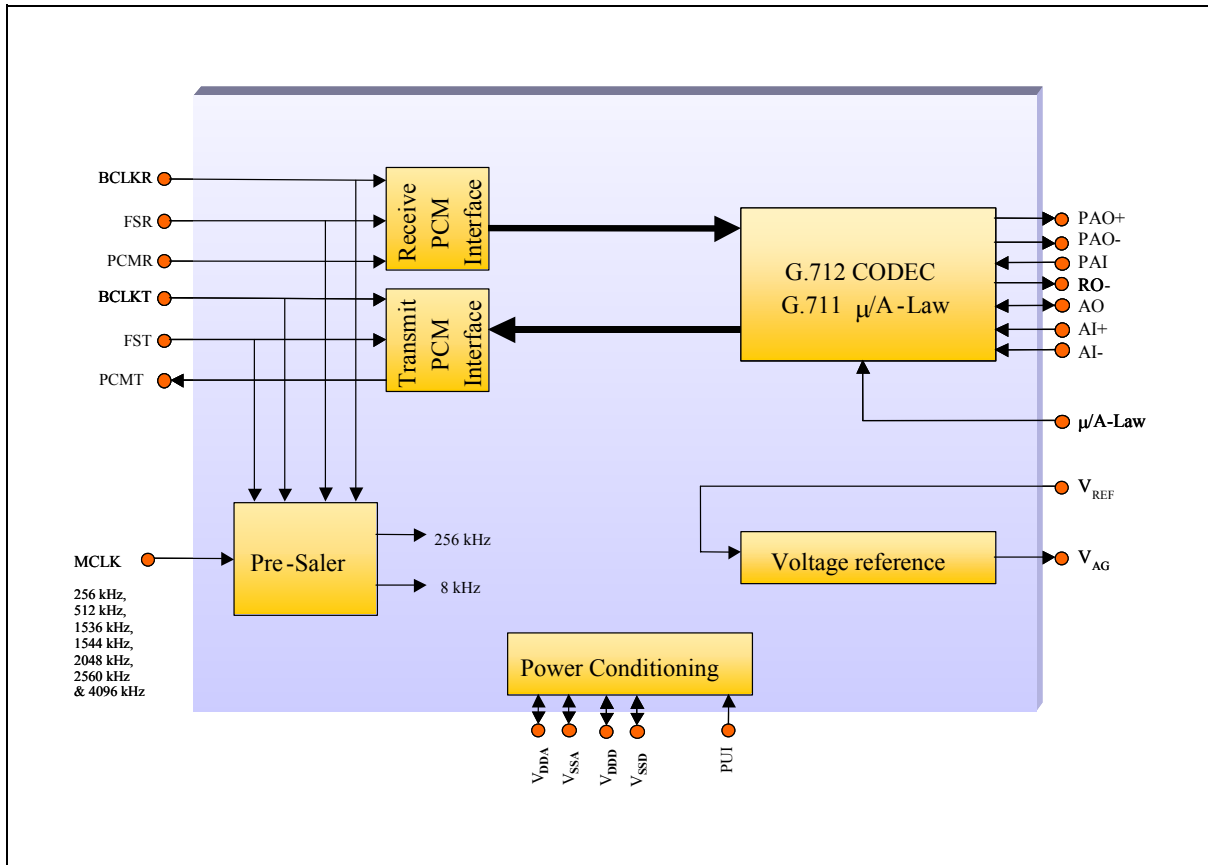 BCLKR
FSR
PCMR
BCLKT
FST
PCMT
Receive
PCM
Interface
Transmit
PCM
Interface
G.712 CODEC
G.711 µ/A-Law
PAO+
PAO-
PAI
RO-
AO
AI+
AI-
µ/A-Law
VREF
Voltage reference
VAG
MCLK
256 kHz,
512 kHz,
1536 kHz,
1544 kHz,
2048 kHz,
2560 kHz
& 4096 kHz
Pre-Saler
256 kHz
8 kHz
Power Conditioning
VDDA
VSSA
VDDD
VSSD
PUI